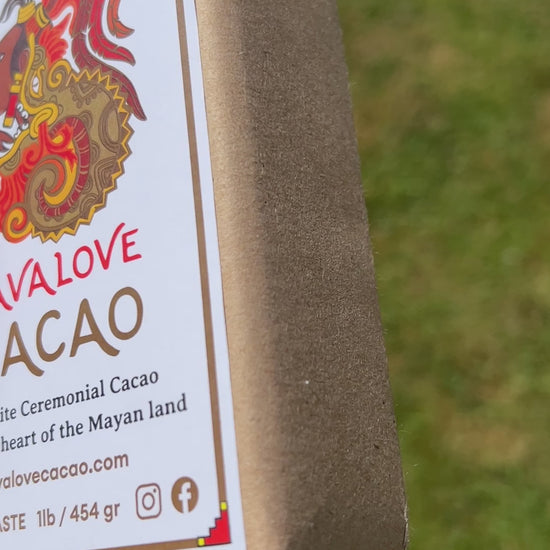 AVALOVE
ACAO
ite Ceremonial Cacao
heart of the Mayan land
valovecacao.com
ASTE 1lb / 454 gr